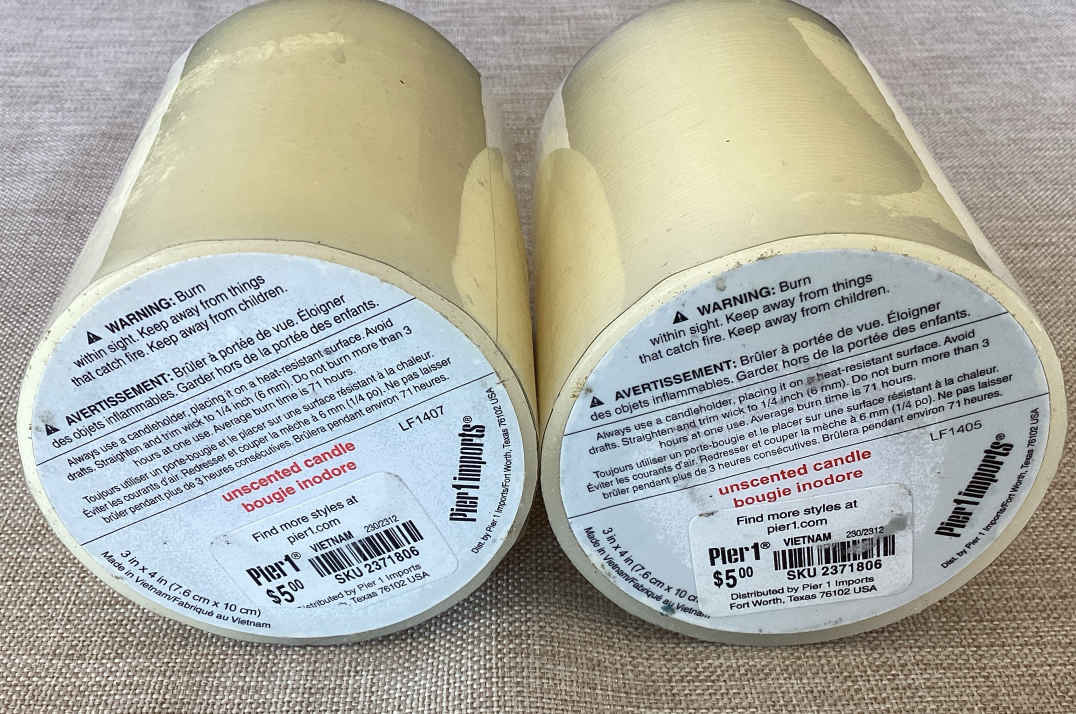 WARNING: Burn
within sight. Keep away from things
that catch fire. Keep away from children.
AVERTISSEMENT: Brûler à portée de vue. Éloigner
des objets inflammables. Garder hors de la portée des enfants.
Always use a candleholder, placing it on a heat-resistant surface. Avoid
drafts. Straighten and trim wick to 1/4 inch (6 mm). Do not burn more than 3
hours at one use. Average burn time is 71 hours.
Toujours utiliser un porte-bougie et le placer sur une surface résistant à la chaleur.
Éviter les courants d'air. Redresser et couper la mèche à 6 mm (1/4 po). Ne pas laisser
brûler pendant plus de 3 heures consécutives. Brûlera pendant environ 71 heures.
LF1407
unscented candle
bougie inodore
Pier 1 imports®
Dist. by Pier 1 Imports/Fort Worth, Texas 76102 USA
3 in x 4 in (7.6 cm x 10 cm)
Made in Vietnam/Fabriqué au Vietnam
Find more styles at
pier1.com
Pier 1® VIETNAM 230/2312
$5.00
SKU 2371806
Distributed by Pier 1 Imports
Texas 76102 USA
WARNING: Burn
within sight. Keep away from things
that catch fire. Keep away from children.
AVERTISSEMENT: Brûler à portée de vue. Éloigner
des objets inflammables. Garder hors de la portée des enfants.
Always use a candleholder, placing it on a heat-resistant surface. Avoid
drafts. Straighten and trim wick to 1/4 inch (6 mm). Do not burn more than 3
hours at one use. Average burn time is 71 hours.
Toujours utiliser un porte-bougie et le placer sur une surface résistant à la chaleur.
Éviter les courants d'air. Redresser et couper la mèche à 6 mm (1/4 po). Ne pas laisser
brûler pendant plus de 3 heures consécutives. Brûlera pendant environ 71 heures.
LF1405
unscented candle
bougie inodore
Pier 1 imports®
Dist. by Pier 1 Imports/Fort Worth, Texas 76102 USA
3 in x 4 in (7.6 cm x 10 c
Made in Vietnam/Fabriqué au Vietnam
Find more styles at
pier1.com
Pier 1® VIETNAM 230/2312
$5.00
SKU 2371806
Distributed by Pier 1 Imports
Fort Worth, Texas 76102 USA